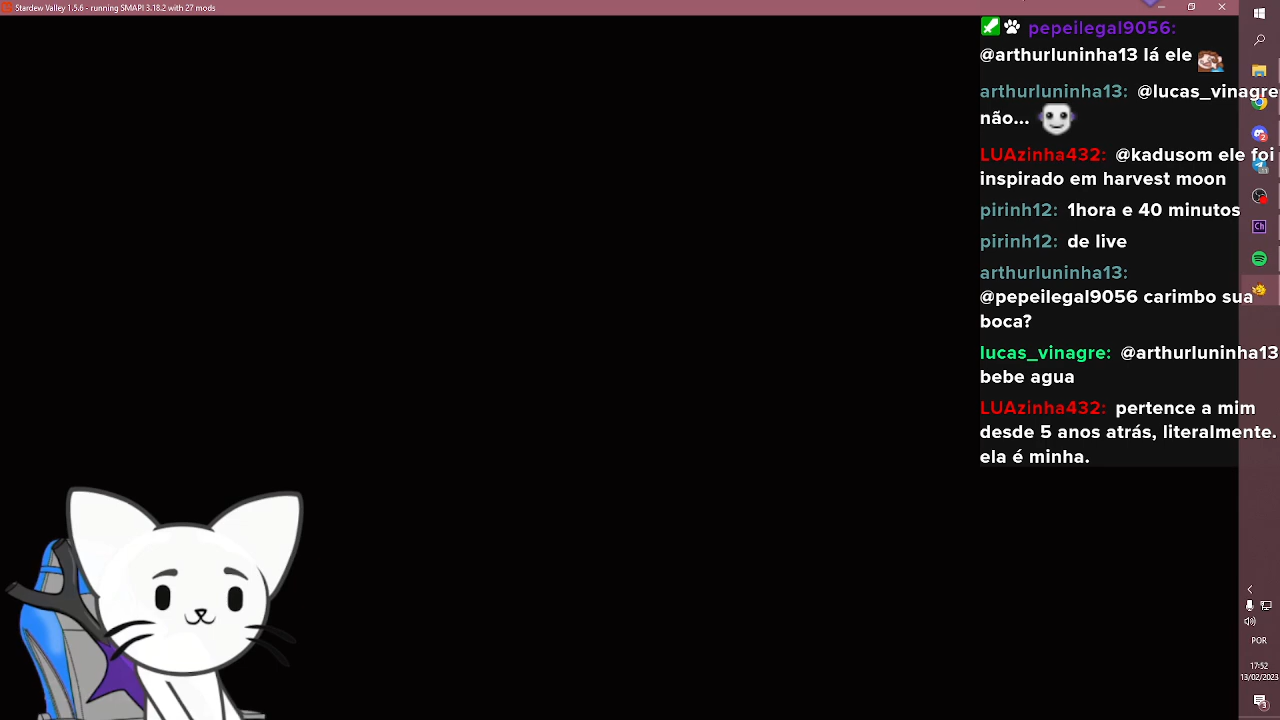 Stardew Valley 1.5.6 - running SMAPI 3.18.2 with 27 mods
pepeilegal9056:
@arthurluninha13 lá ele
arthurluninha13: @lucas_vinagre
não...
LUAzinha432: @kadusom ele foi
inspirado em harvest moon
pirinh12: 1hora e 40 minutos
pirinh12: de live
arthurluninha13:
@pepeilegal9056 carimbo sua
boca?
lucas_vinagre: @arthurluninha13
bebe agua
LUAzinha432: pertence a mim
desde 5 anos atrás, literalmente.
ela é minha.
Ch
POR
17:52
13/02/2023